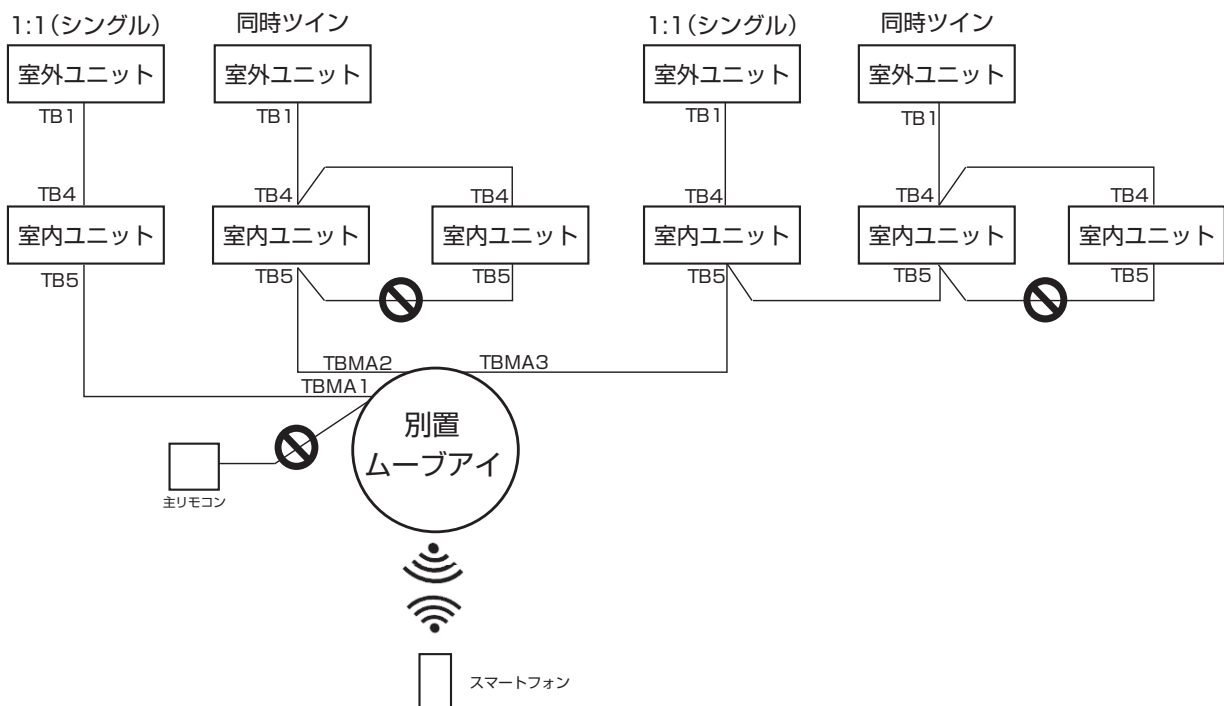 1:1(シングル)
同時ツイン
1:1(シングル)
同時ツイン
室外ユニット
室外ユニット
室外ユニット
室外ユニット
TB1
TB1
TB1
TB1
TB4
TB4
TB4
TB4
TB4
TB4
室内ユニット
室内ユニット
室内ユニット
室内ユニット
室内ユニット
室内ユニット
TB5
TB5
TB5
TB5
TB5
TB5
TBMA2
TBMA3
TBMA1
別置
ムーブアイ
主リモコン
スマートフォン